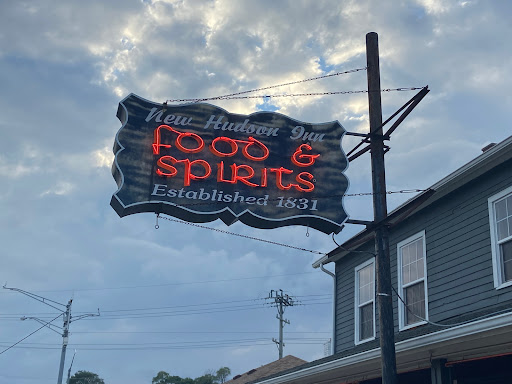 New Hudson Inn
FOOD &
SPIRITS
Established 1831